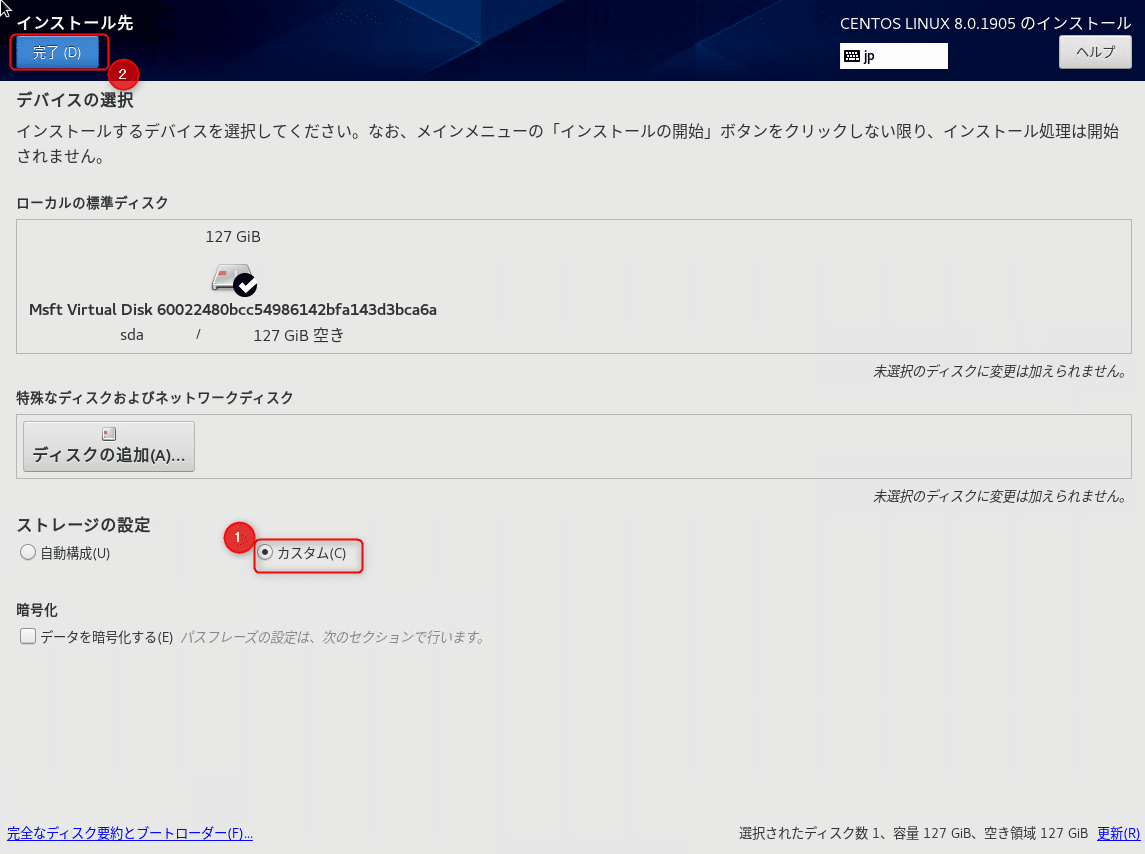 インストール先
CENTOS LINUX 8.0.1905 のインストール
完了 (D)
jp
ヘルプ
2
デバイスの選択
インストールするデバイスを選択してください。なお、メインメニューの「インストールの開始」ボタンをクリックしない限り、インストール処理は開始
されません。
ローカルの標準ディスク
127 GiB
Msft Virtual Disk 60022480bcc54986142bfa143d3bca6a
sda / 127 GiB 空き
未選択のディスクに変更は加えられません。
特殊なディスクおよびネットワークディスク
ディスクの追加(A)...
未選択のディスクに変更は加えられません。
ストレージの設定
1
自動構成(U)
カスタム(C)
暗号化
データを暗号化する(E) パスフレーズの設定は、次のセクションで行います。
完全なディスク要約とブートローダー(F)...
選択されたディスク数 1、容量 127 GiB、空き領域 127 GiB 更新(R)